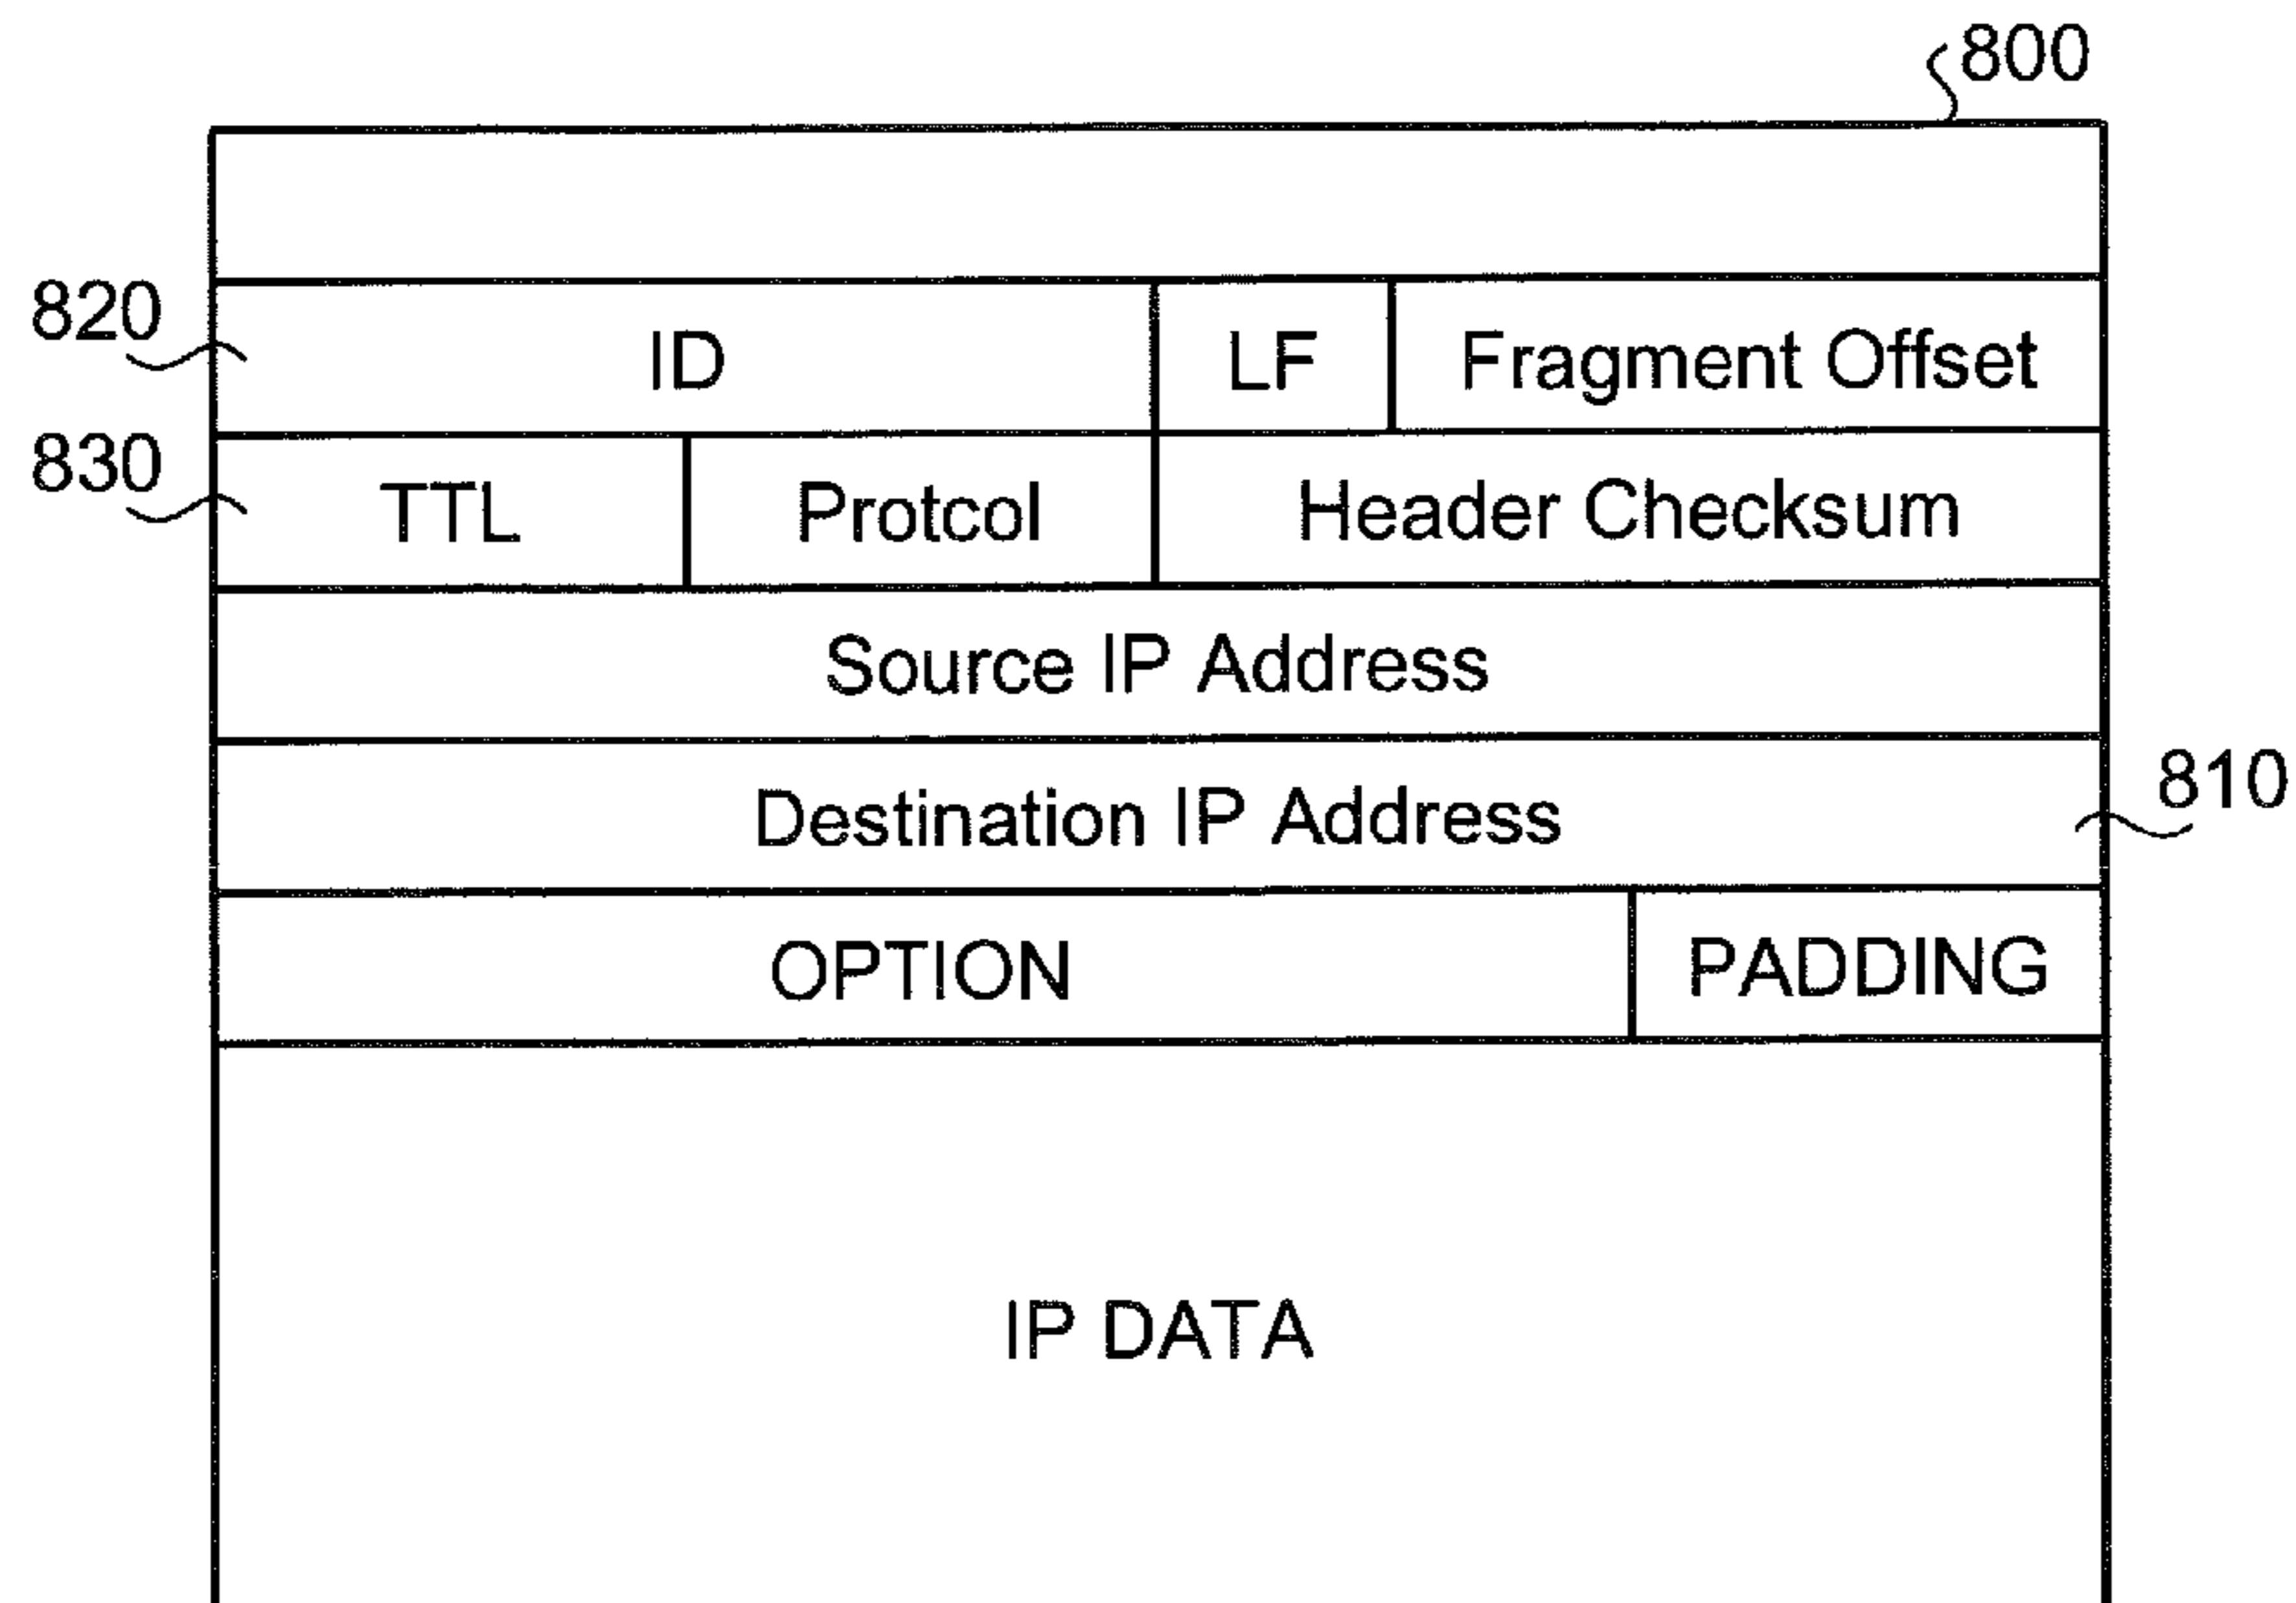 800
820
ID LF Fragment Offset
830
TTL Protcol Header Checksum
Source IP Address
Destination IP Address
810
OPTION PADDING
IP DATA